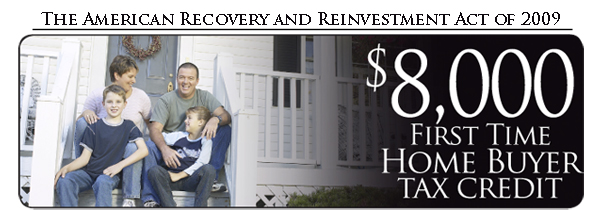 The American Recovery and Reinvestment Act of 2009
$8,000
First Time
Home Buyer
tax credit